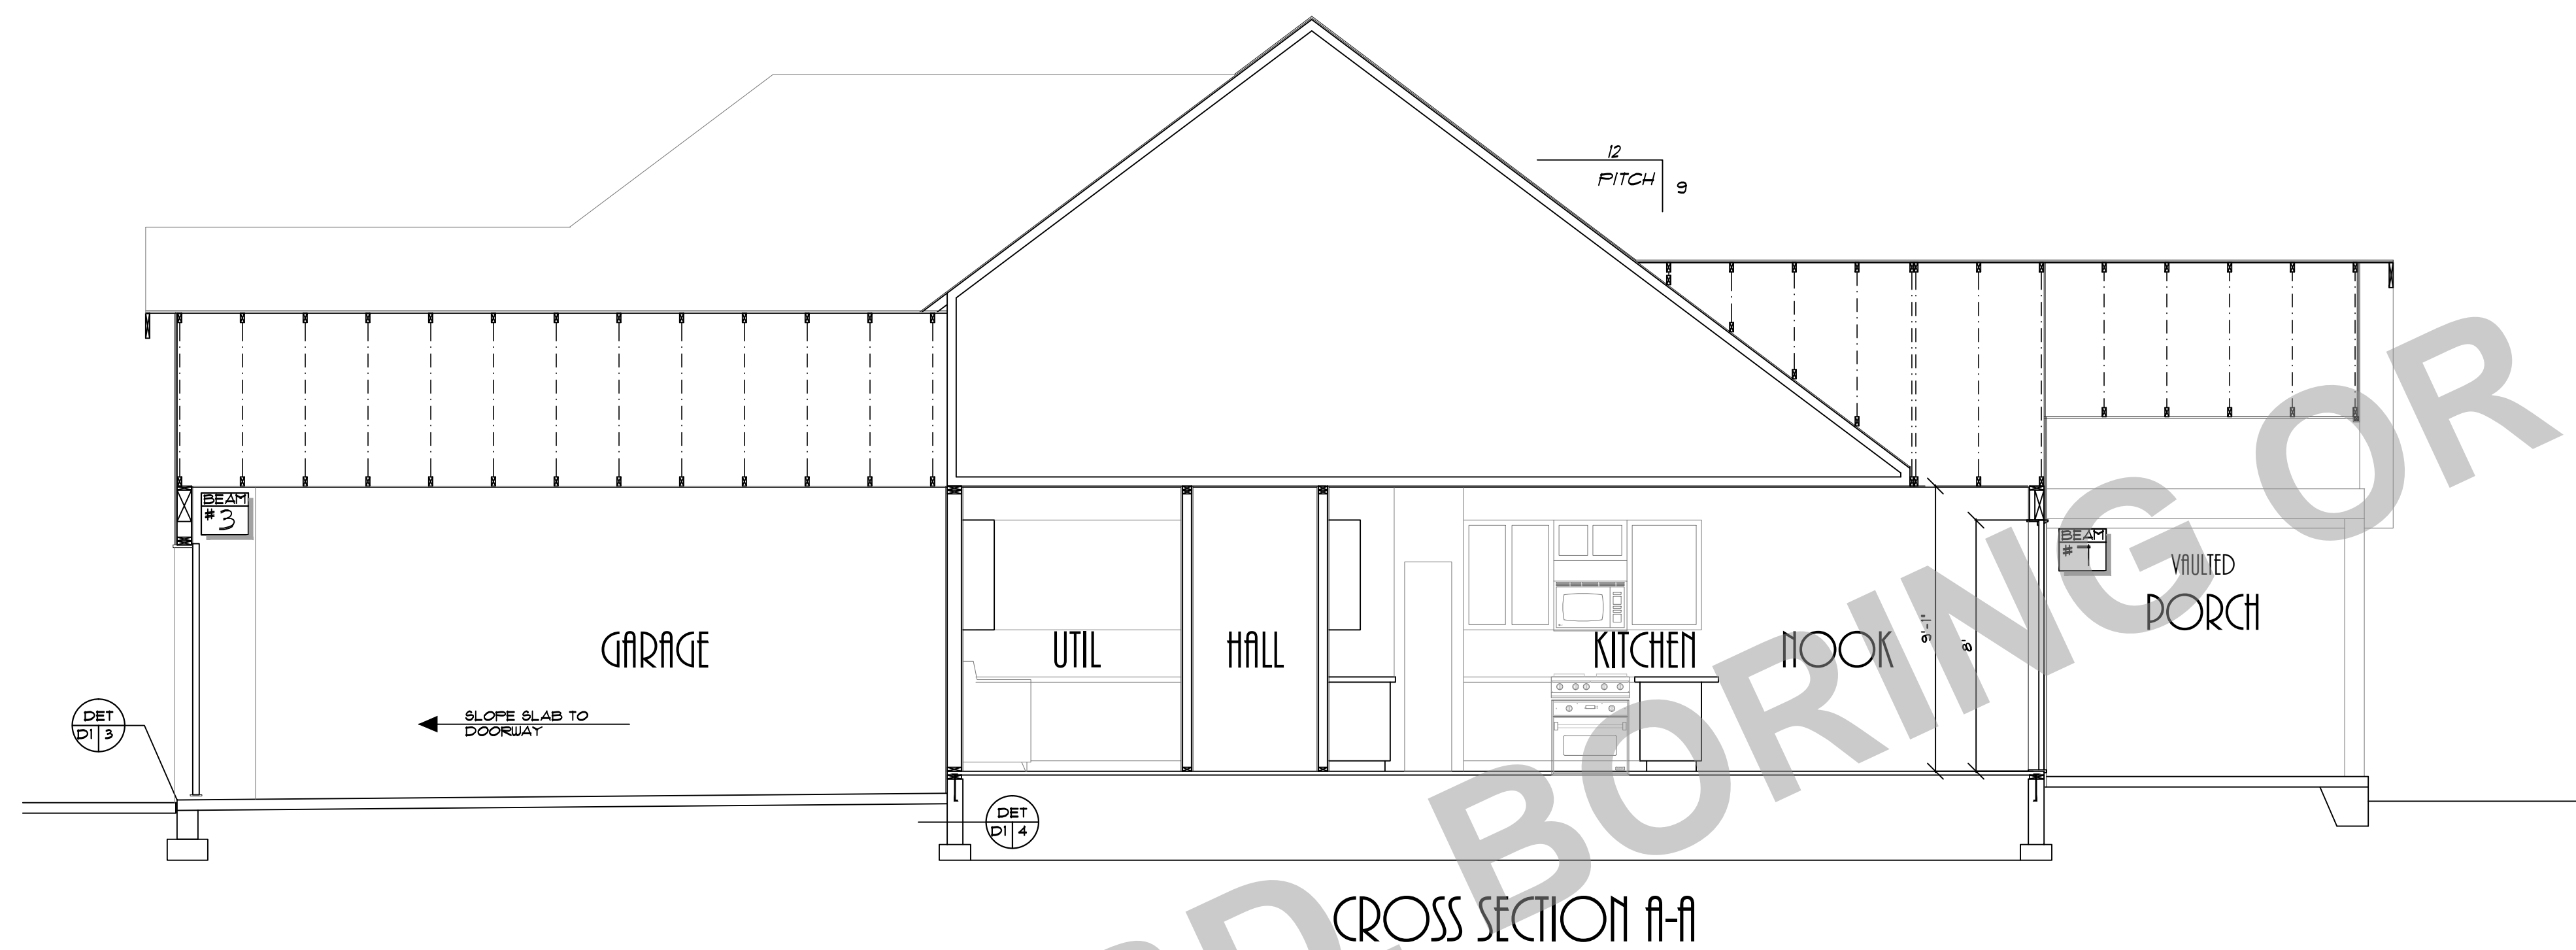 12
PITCH
9
BEAM
#3
BEAM
VAULTED
PORCH
GARAGE
UTIL
HALL
KITCHEN
NOOK
9'-1"
8'
SLOPE SLAB TO
DOORWAY
DET
D1 3
DET
D1 4
BORING OR
CROSS SECTION A-A